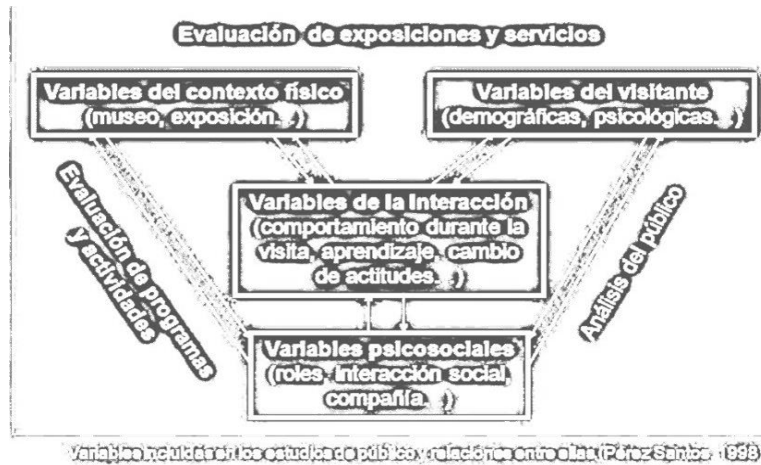 Evaluación de exposiciones y servicios
Variables del contexto físico
(museo, exposición...)
Variables del visitante
(demográficas, psicológicas...)
Variables de la Interacción
(comportamiento durante la
visita, aprendizaje, cambio
de actitudes...)
Evaluación de programas
y actividades
Análisis del público
Variables psicosociales
(roles, interacción social,
compañía...)
Variables incluidas en los estudios de público y relaciones entre ellas (Pérez Santos, 1998)